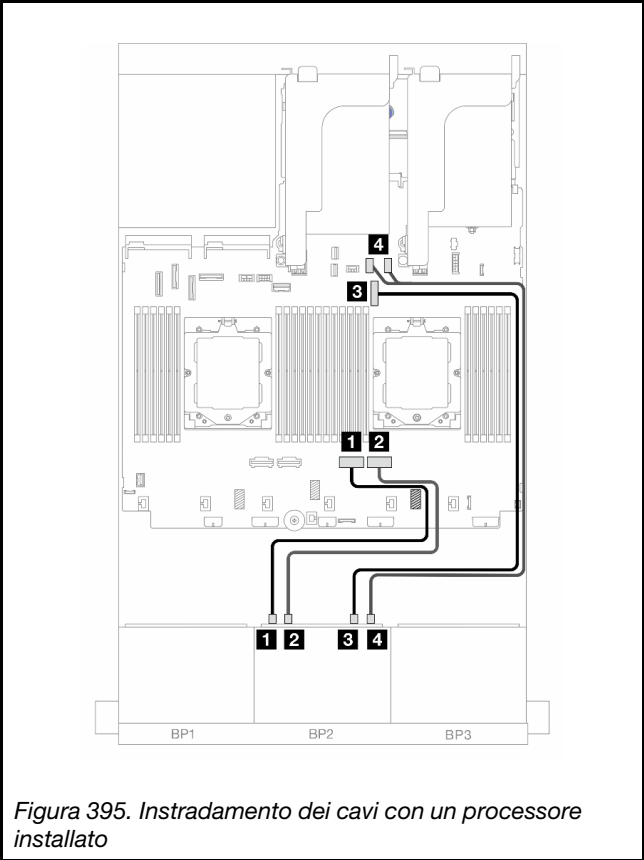 4
3
1 2
1 2 3 4
BP1 BP2 BP3
Figura 395. Instradamento dei cavi con un processore
installato